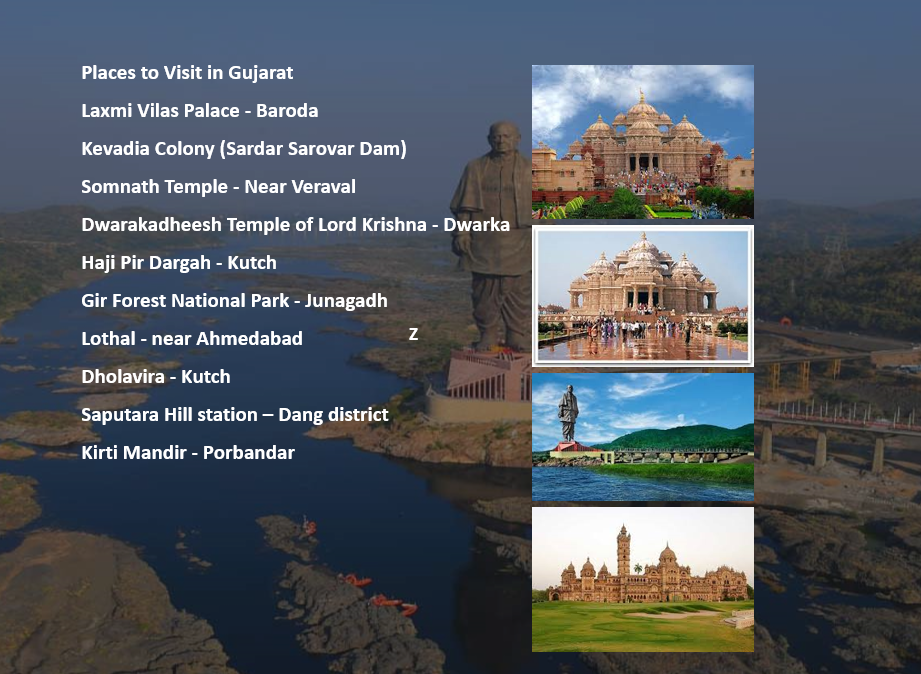 Places to Visit in Gujarat
Laxmi Vilas Palace - Baroda
Kevadia Colony (Sardar Sarovar Dam)
Somnath Temple - Near Veraval
Dwarakadheesh Temple of Lord Krishna - Dwarka
Haji Pir Dargah - Kutch
Gir Forest National Park - Junagadh
Lothal - near Ahmedabad
Z
Dholavira - Kutch
Saputara Hill station – Dang district
Kirti Mandir - Porbandar